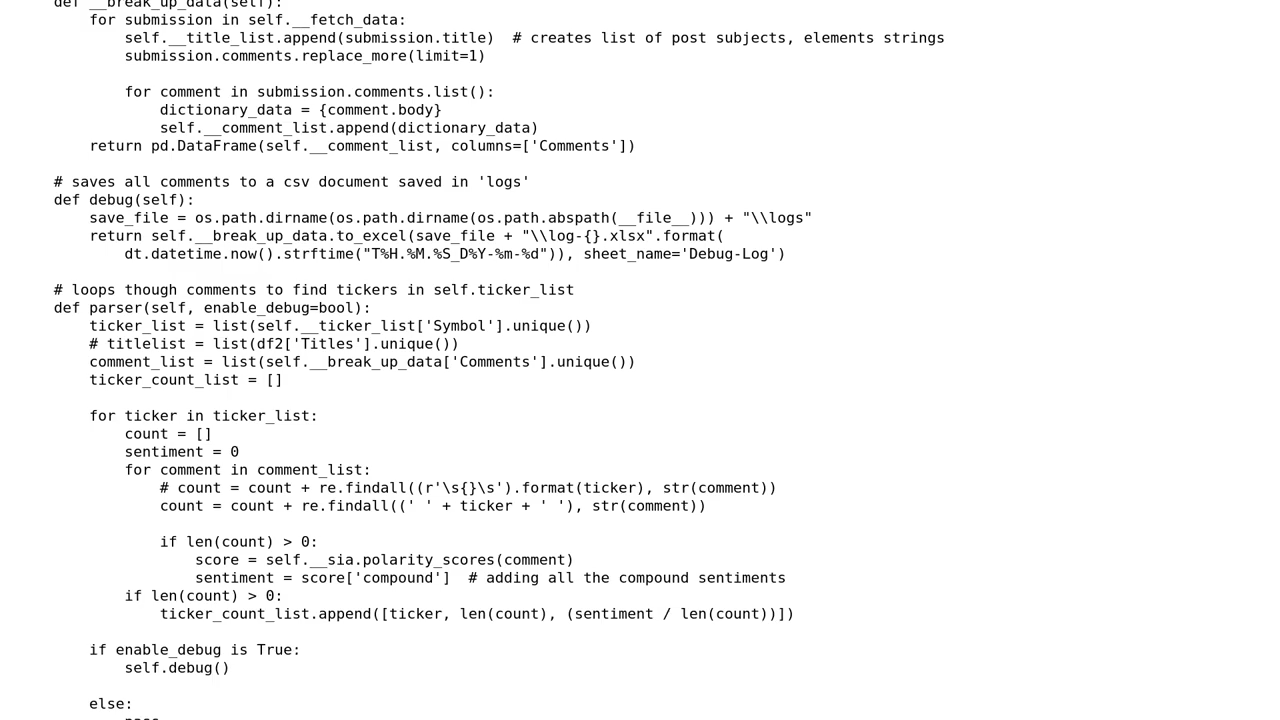 def __break_up_data(self):
    for submission in self.__fetch_data:
        self.__title_list.append(submission.title)  # creates list of post subjects, elements strings
        submission.comments.replace_more(limit=1)

        for comment in submission.comments.list():
            dictionary_data = {comment.body}
            self.__comment_list.append(dictionary_data)
    return pd.DataFrame(self.__comment_list, columns=['Comments'])

# saves all comments to a csv document saved in 'logs'
def debug(self):
    save_file = os.path.dirname(os.path.dirname(os.path.abspath(__file__))) + "\\logs"
    return self.__break_up_data.to_excel(save_file + "\\log-{}.xlsx".format(
        dt.datetime.now().strftime("T%H.%M.%S_D%Y-%m-%d")), sheet_name='Debug-Log')

# loops though comments to find tickers in self.ticker_list
def parser(self, enable_debug=bool):
    ticker_list = list(self.__ticker_list['Symbol'].unique())
    # titlelist = list(df2['Titles'].unique())
    comment_list = list(self.__break_up_data['Comments'].unique())
    ticker_count_list = []

    for ticker in ticker_list:
        count = []
        sentiment = 0
        for comment in comment_list:
            # count = count + re.findall((r'\s{}\s').format(ticker), str(comment))
            count = count + re.findall((' ' + ticker + ' '), str(comment))

            if len(count) > 0:
                score = self.__sia.polarity_scores(comment)
                sentiment = score['compound']  # adding all the compound sentiments
        if len(count) > 0:
            ticker_count_list.append([ticker, len(count), (sentiment / len(count))])

    if enable_debug is True:
        self.debug()

    else:
        pass